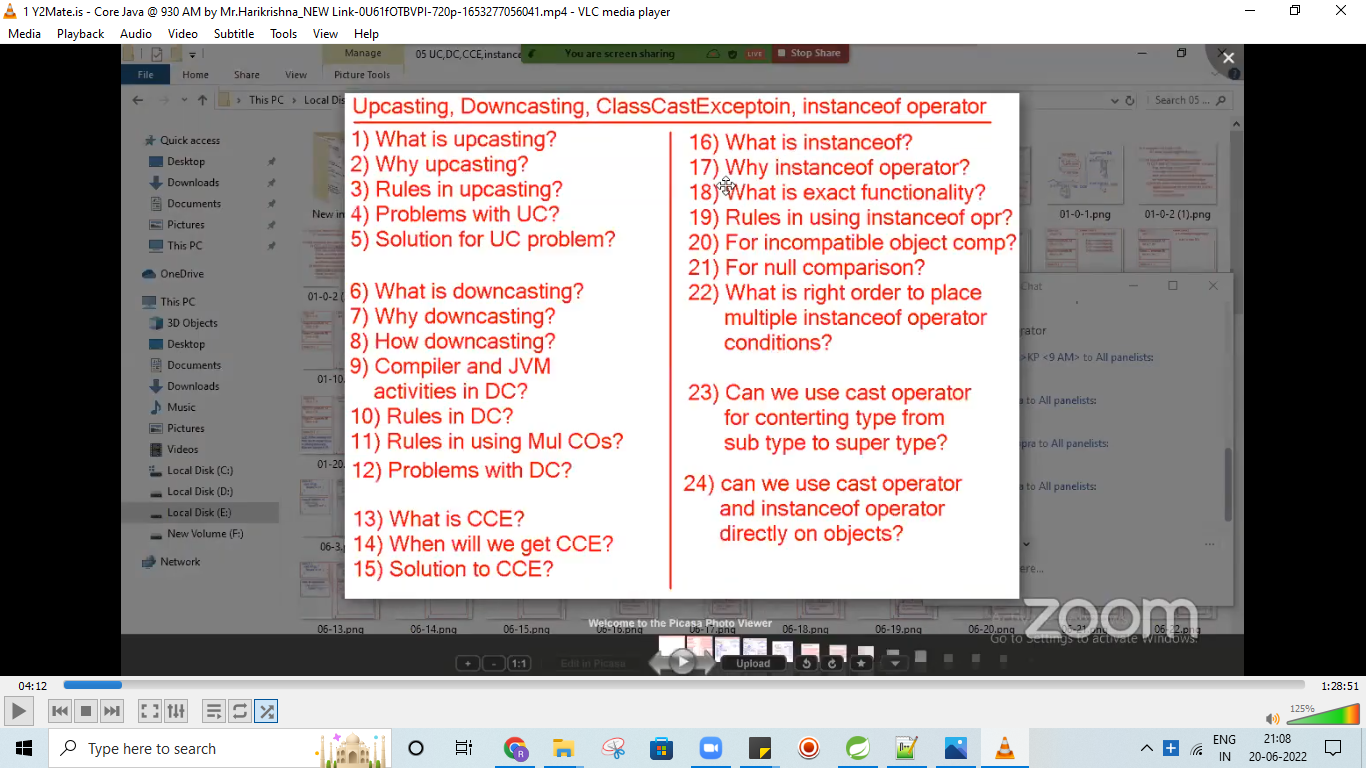 1 Y2Mate.is - Core Java @ 930 AM by Mr.Harikrishna_NEW Link-0U61fOTBVPI-720p-1653277056041.mp4 - VLC media player
Media Playback Audio Video Subtitle Tools View Help
Manage
05 UC,DC,CCE,instance
You are screen sharing
LIVE
Stop Share
File Home Share View Picture Tools
This PC Local Dis
Search 05 ...
Quick access
Desktop
Downloads
Documents
Pictures
This PC
OneDrive
This PC
3D Objects
Desktop
Documents
Downloads
Music
Pictures
Videos
Local Disk (C:)
Local Disk (D:)
Local Disk (E:)
New Volume (F:)
Network
New in
01-0-2 (
01-10.
01-20.
06-3.
Upcasting, Downcasting, ClassCastExceptoin, instanceof operator
1) What is upcasting?
2) Why upcasting?
3) Rules in upcasting?
4) Problems with UC?
5) Solution for UC problem?
6) What is downcasting?
7) Why downcasting?
8) How downcasting?
9) Compiler and JVM
activities in DC?
10) Rules in DC?
11) Rules in using Mul COs?
12) Problems with DC?
13) What is CCE?
14) When will we get CCE?
15) Solution to CCE?
16) What is instanceof?
17) Why instanceof operator?
18) What is exact functionality?
19) Rules in using instanceof opr?
20) For incompatible object comp?
21) For null comparison?
22) What is right order to place
multiple instanceof operator
conditions?
23) Can we use cast operator
for conterting type from
sub type to super type?
24) can we use cast operator
and instanceof operator
directly on objects?
01-0-1.png 01-0-2 (1).png
Chat
rator
>KP <9 AM> to All panelists:
a to All panelists:
pra to All panelists:
a to All panelists:
ere...
zoom
Go to Settings to activate Windows.
Welcome to the Picasa Photo Viewer
06-13.png 06-14.png 06-15.png 06-16.png 06-17.png 06-18.png 06-19.png 06-20.png 06-21.png 06-22.png
+ - 1:1 Edit in Picasa Upload
04:12 1:28:51
125%
Type here to search
ENG
IN
21:08
20-06-2022